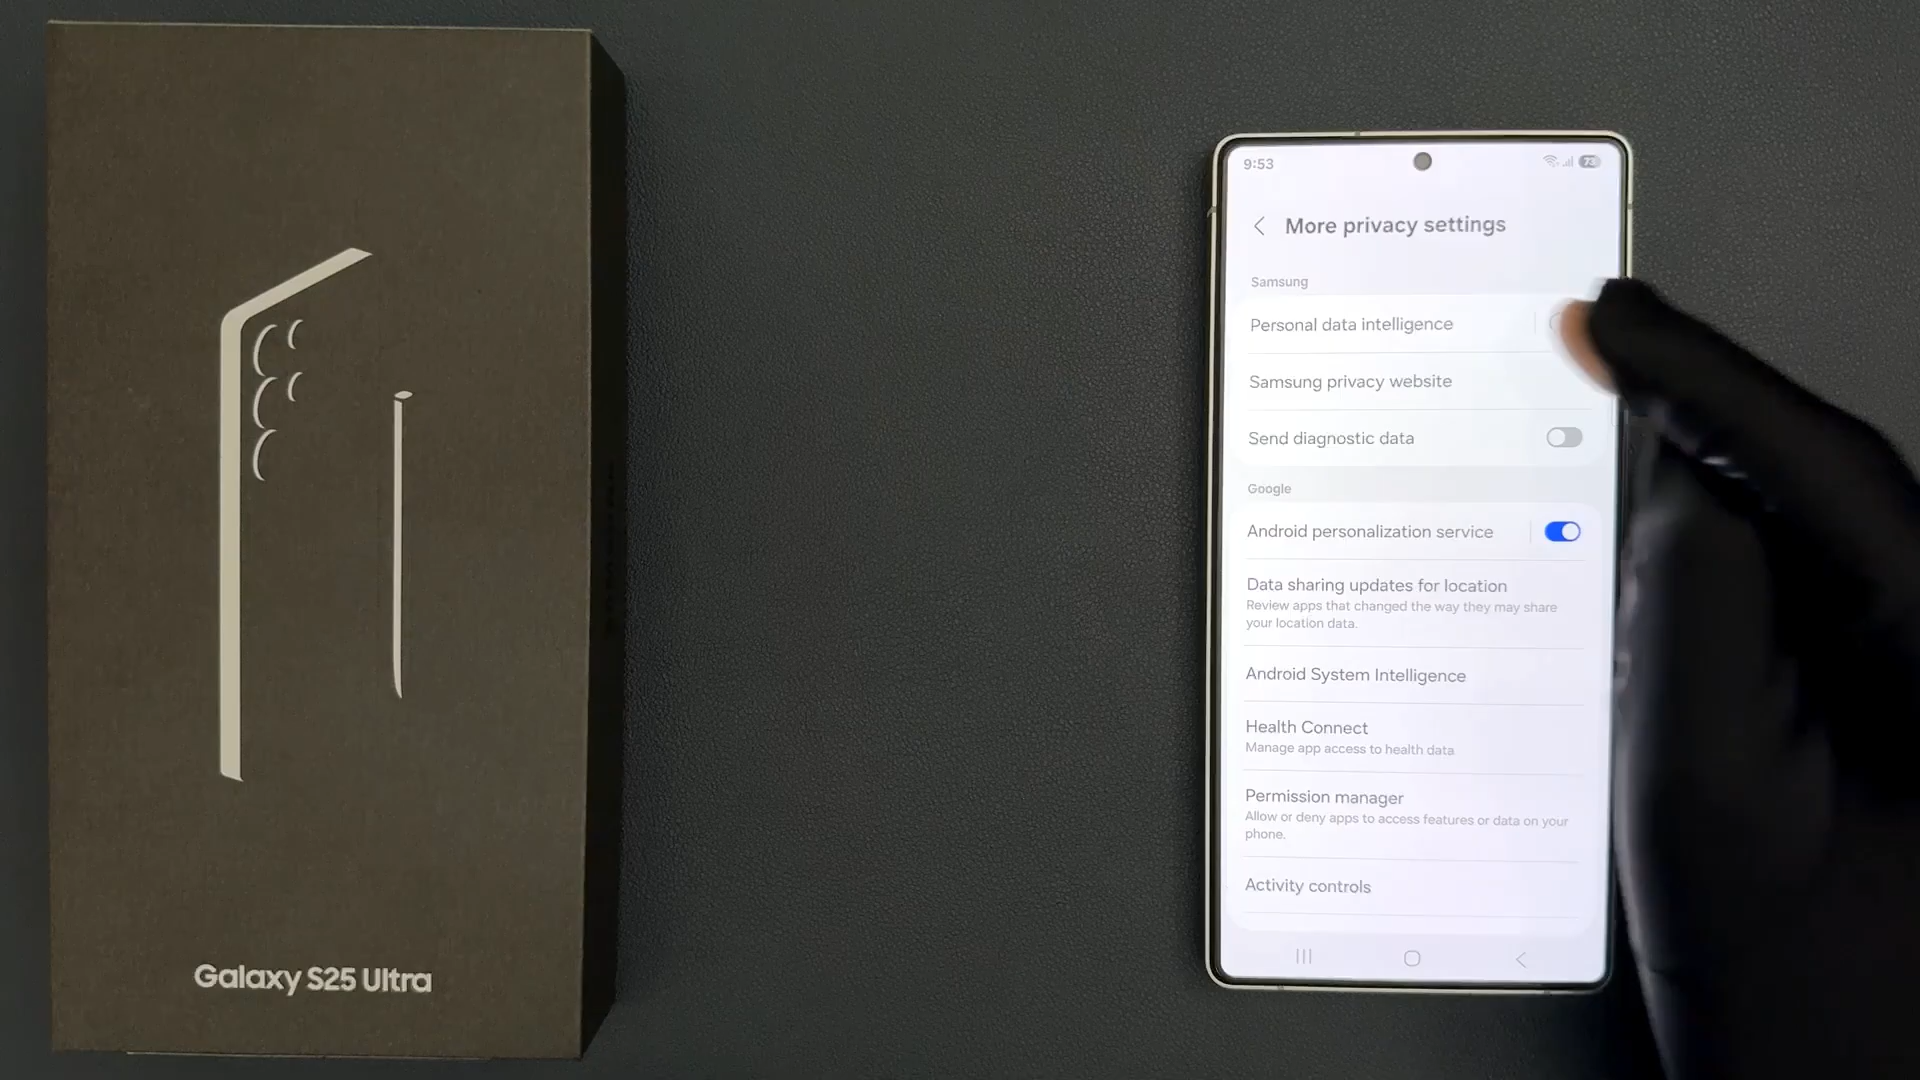 Galaxy S25 Ultra
9:53
73
More privacy settings
Samsung
Personal data intelligence
Samsung privacy website
Send diagnostic data
Google
Android personalization service
Data sharing updates for location
Review apps that changed the way they may share
your location data.
Android System Intelligence
Health Connect
Manage app access to health data
Permission manager
Allow or deny apps to access features or data on your
phone.
Activity controls